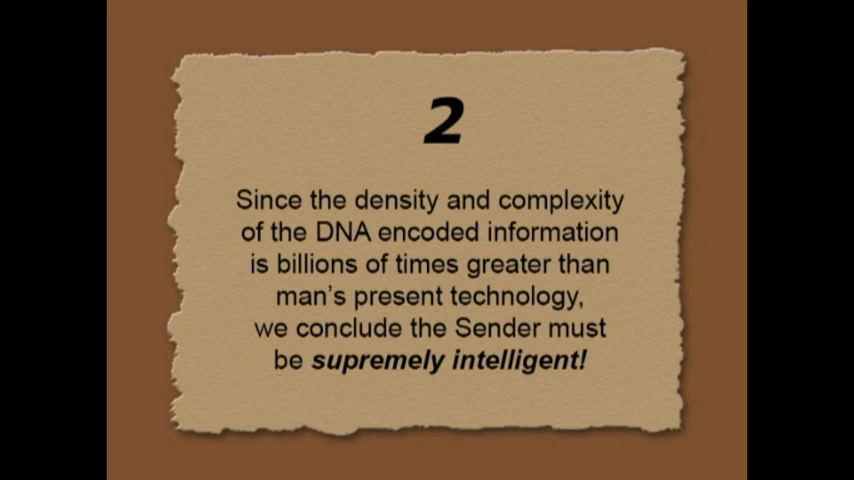 2
Since the density and complexity
of the DNA encoded information
is billions of times greater than
man's present technology,
we conclude the Sender must
be supremely intelligent!